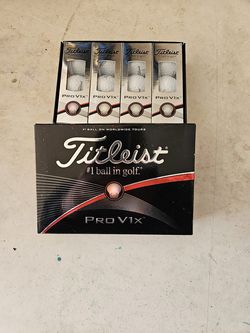 Titleist Titleist Titleist Titleist
PRO V1x PRO V1x PRO V1x PRO V1x
#1 BALL ON WORLDWIDE TOURS
Titleist
#1 ball in golf.
PRO V1x